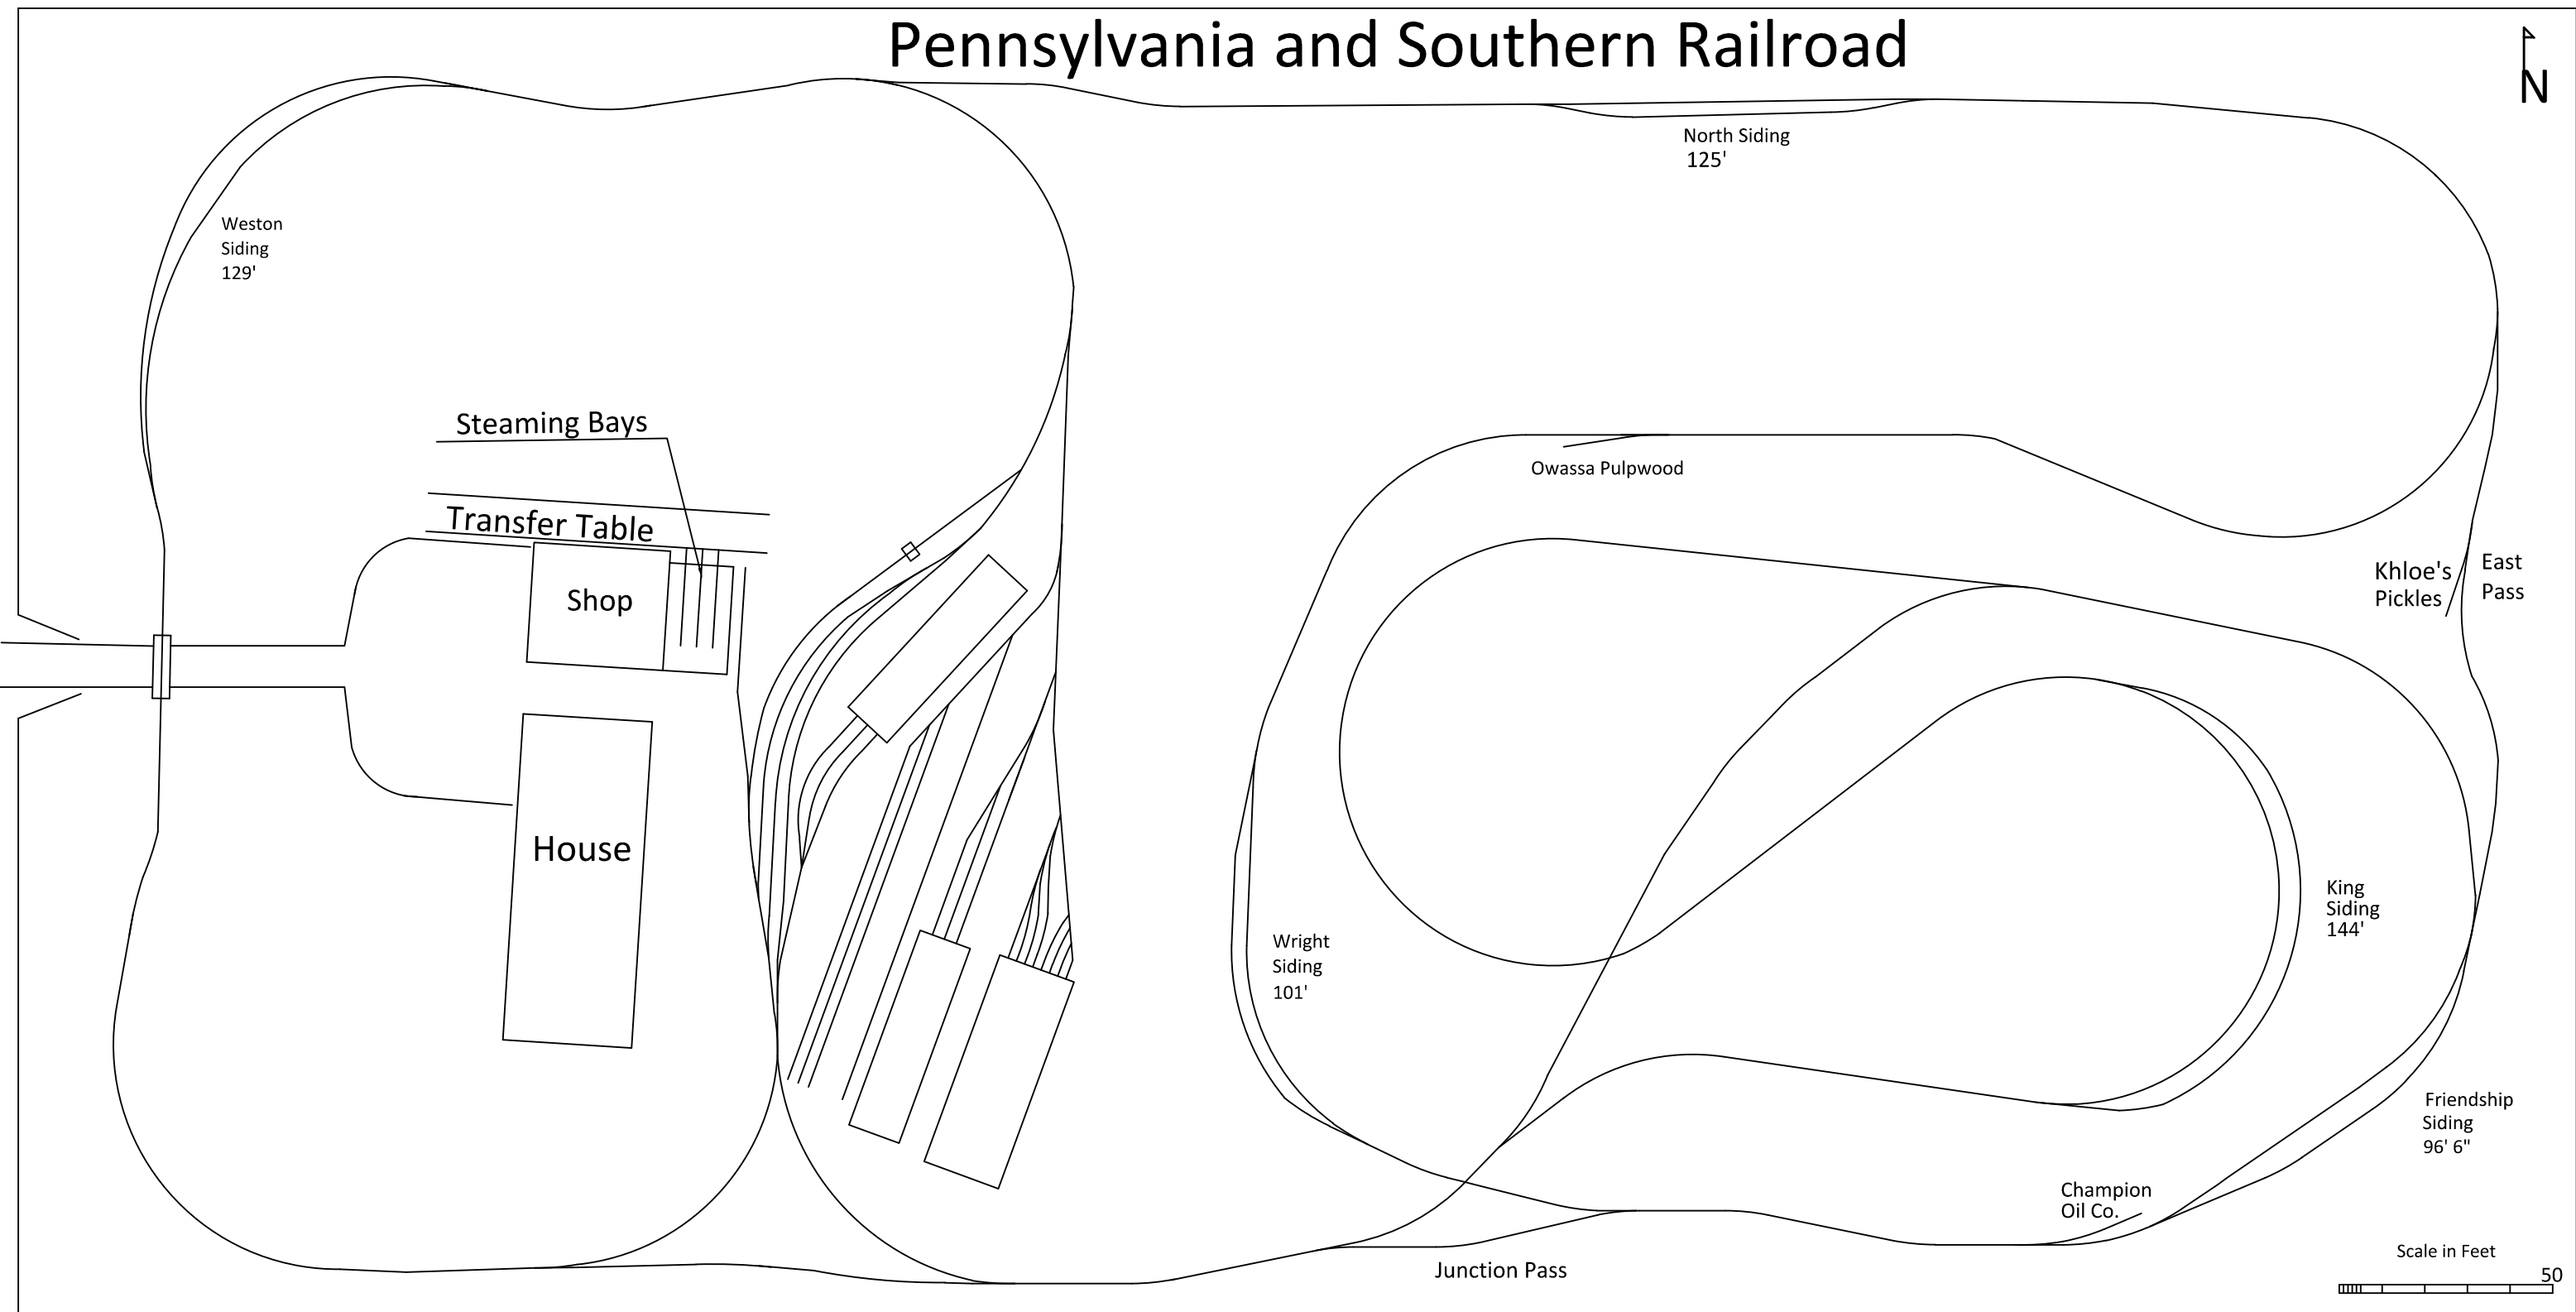 Pennsylvania and Southern Railroad
N
North Siding
125'
Weston
Siding
129'
Steaming Bays
Transfer Table
Shop
House
Owassa Pulpwood
Khloe's
Pickles
East
Pass
King
Siding
144'
Wright
Siding
101'
Friendship
Siding
96' 6"
Champion
Oil Co.
Junction Pass
Scale in Feet
50